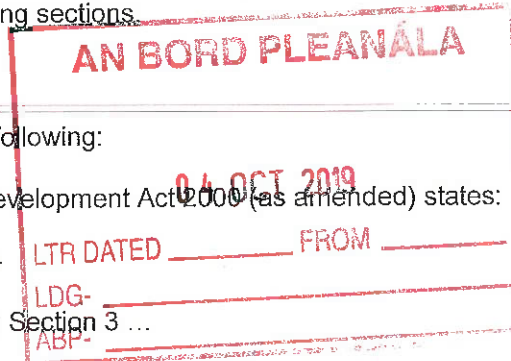 ng sections.
AN BORD PLEANÁLA
ollowing:
04 OCT 2019
evelopment Act 2000 (as amended) states:
LTR DATED FROM
LDG-
Section 3 ...
ABP-